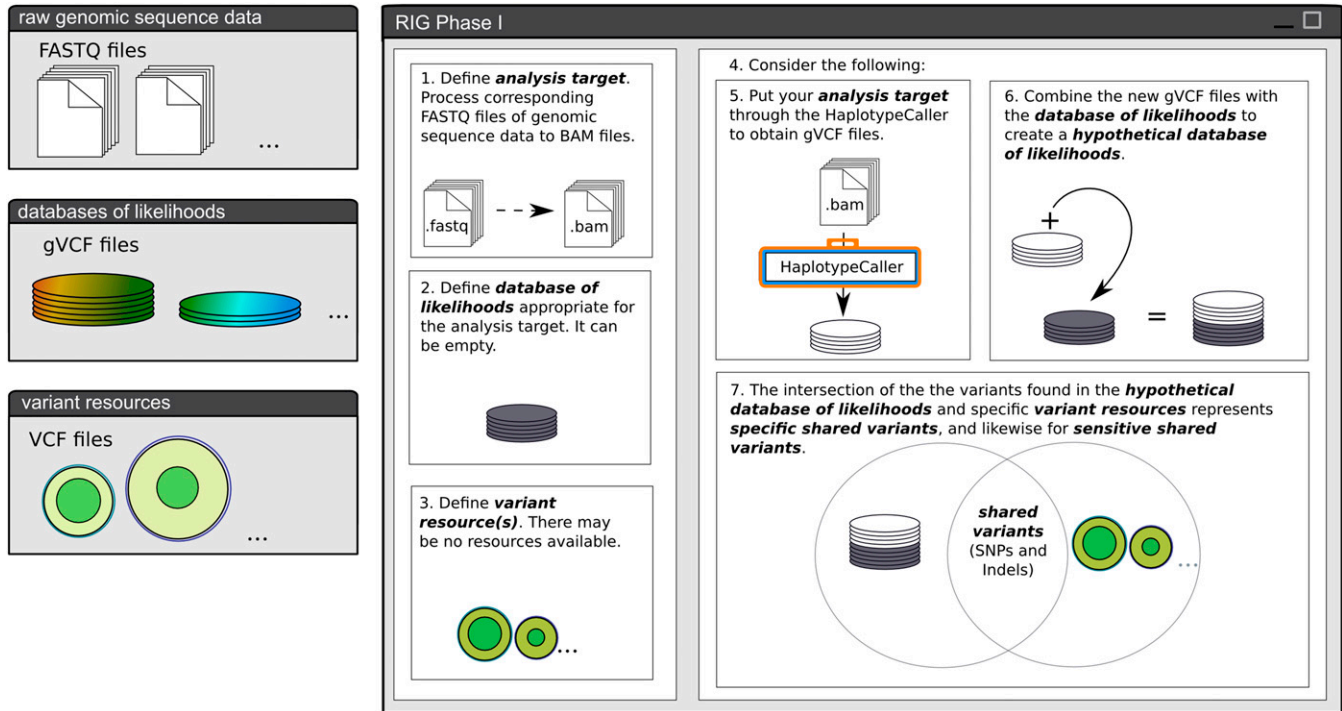 raw genomic sequence data
FASTQ files
...
databases of likelihoods
gVCF files
...
variant resources
VCF files
...
RIG Phase I
1. Define analysis target.
Process corresponding
FASTQ files of genomic
sequence data to BAM files.
.fastq
.bam
2. Define database of
likelihoods appropriate for
the analysis target. It can
be empty.
3. Define variant
resource(s). There may
be no resources available.
...
4. Consider the following:
5. Put your analysis target
through the HaplotypeCaller
to obtain gVCF files.
.bam
HaplotypeCaller
6. Combine the new gVCF files with
the database of likelihoods to
create a hypothetical database
of likelihoods.
+
=
7. The intersection of the the variants found in the hypothetical
database of likelihoods and specific variant resources represents
specific shared variants, and likewise for sensitive shared
variants.
shared
variants
(SNPs and
Indels)
...